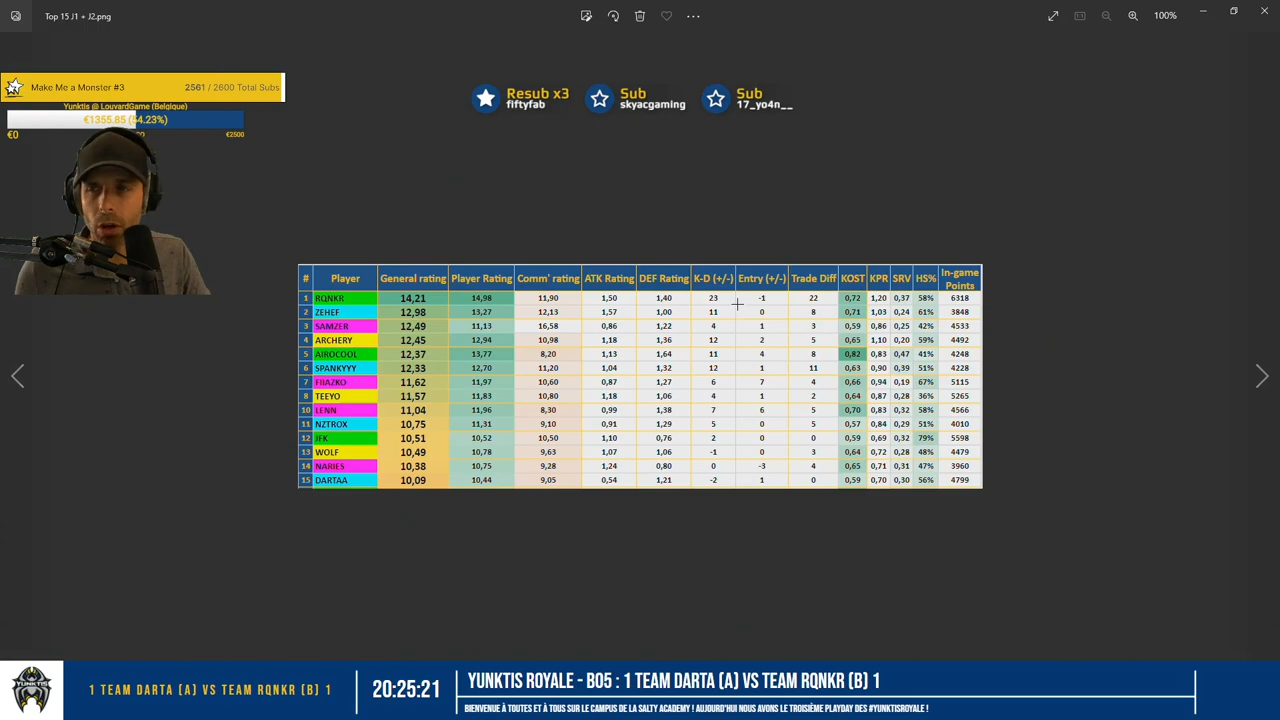 Top 15 J1 + J2.png
100%
Make Me a Monster #3 2561 / 2600 Total Subs
Yunktis @ LouvardGame (Belgique)
€1355.85 (54.23%)
€0 €2500
Resub x3
fiftyfab
Sub
skyacgaming
Sub
17_yo4n__
# Player General rating Player Rating Comm' rating ATK Rating DEF Rating K-D (+/-) Entry (+/-) Trade Diff KOST KPR SRV HS% In-game Points
1 RQNKR 14,21 14,98 11,90 1,50 1,40 23 -1 22 0,72 1,20 0,37 58% 6318
2 ZEHEF 12,98 13,27 12,13 1,57 1,00 11 0 8 0,71 1,03 0,24 61% 3848
3 SAMZER 12,49 11,13 16,58 0,86 1,22 4 1 3 0,59 0,86 0,25 42% 4533
4 ARCHERY 12,45 12,94 10,98 1,18 1,36 12 2 5 0,65 1,10 0,20 59% 4492
5 AIROCOOL 12,37 13,77 8,20 1,13 1,64 11 4 8 0,82 0,83 0,47 41% 4248
6 SPANKYYY 12,33 12,70 11,20 1,04 1,32 12 1 11 0,63 0,90 0,39 51% 4228
7 FIIAZKO 11,62 11,97 10,60 0,87 1,27 6 7 4 0,66 0,94 0,19 67% 5115
8 TEEYO 11,57 11,83 10,80 1,18 1,06 4 1 2 0,64 0,87 0,28 36% 5265
10 LENN 11,04 11,96 8,30 0,99 1,38 7 6 5 0,70 0,83 0,32 58% 4566
11 NZTROX 10,75 11,31 9,10 0,91 1,29 5 0 5 0,57 0,84 0,29 51% 4010
12 JFK 10,51 10,52 10,50 1,10 0,76 2 0 0 0,59 0,69 0,32 79% 5598
13 WOLF 10,49 10,78 9,63 1,07 1,06 -1 0 3 0,64 0,72 0,28 48% 4479
14 NARIES 10,38 10,75 9,28 1,24 0,80 0 -3 4 0,65 0,71 0,31 47% 3960
15 DARTAA 10,09 10,44 9,05 0,54 1,21 -2 1 0 0,59 0,70 0,30 56% 4799
YUNKTIS
1 TEAM DARTA (A) VS TEAM RQNKR (B) 1
20:25:21
YUNKTIS ROYALE - BO5 : 1 TEAM DARTA (A) VS TEAM RQNKR (B) 1
BIENVENUE À TOUTES ET À TOUS SUR LE CAMPUS DE LA SALTY ACADEMY ! AUJOURD'HUI NOUS AVONS LE TROISIÈME PLAYDAY DES #YUNKTISROYALE !